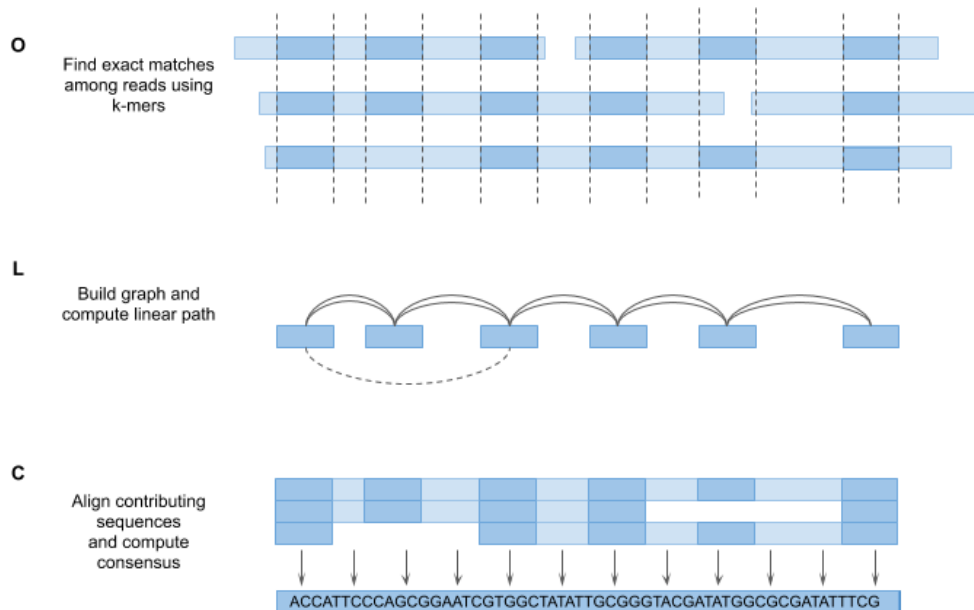 O
Find exact matches
among reads using
k-mers
L
Build graph and
compute linear path
C
Align contributing
sequences
and compute
consensus
ACCATTCCCAGCGGAATCGTGGCTATATTGCGGGTACGATATGGCGCGATATTTCG